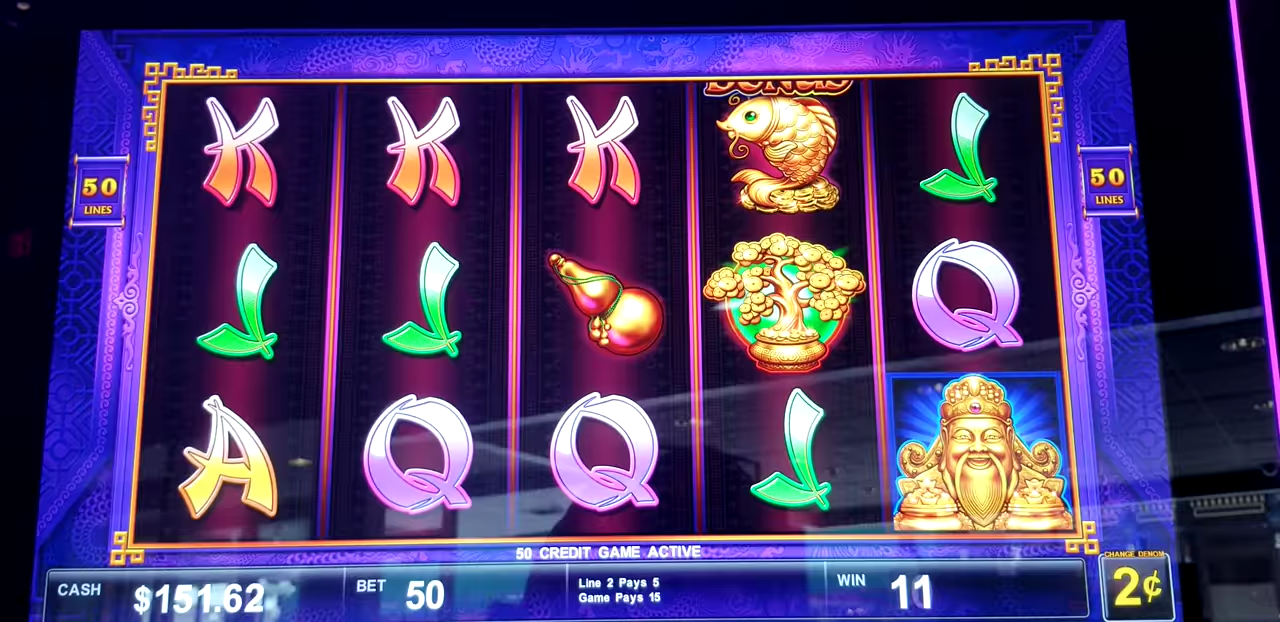 BONUS
K K K J
50 LINES
50 LINES
J J Q
A Q Q J
50 CREDIT GAME ACTIVE
CASH $151.62
BET 50
Line 2 Pays 5
Game Pays 15
WIN 11
CHANGE DENOM
2¢